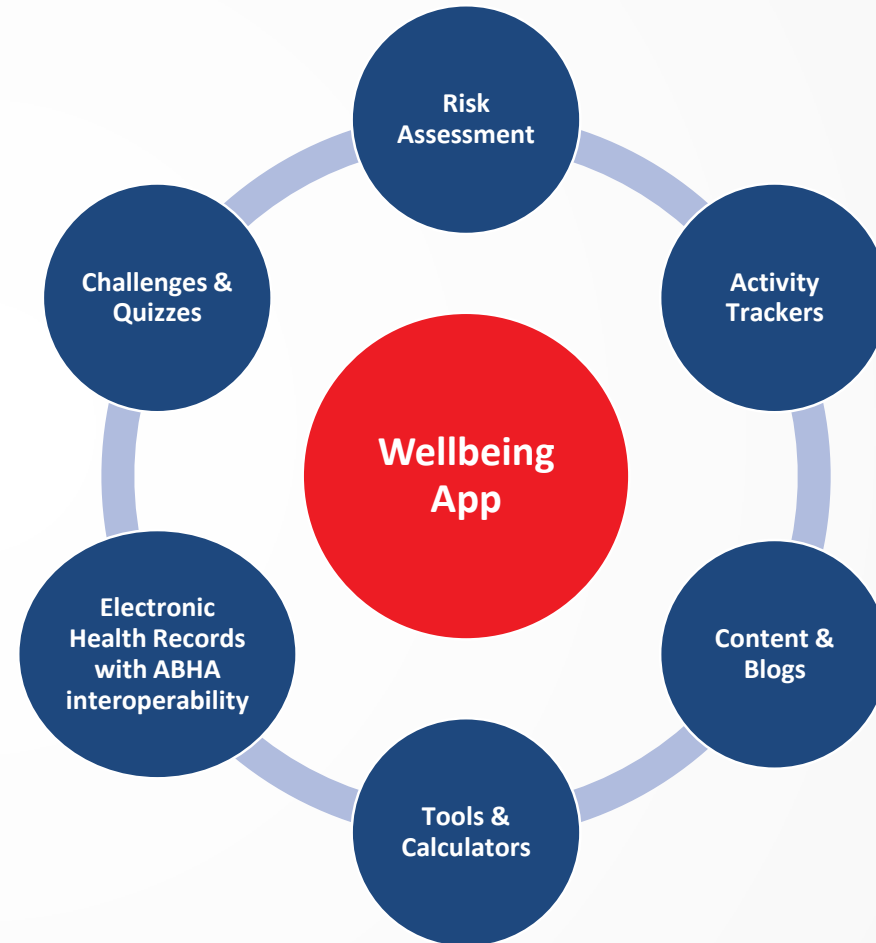 Risk
Assessment
Challenges &
Quizzes
Activity
Trackers
Wellbeing
App
Electronic
Health Records
with ABHA
interoperability
Content &
Blogs
Tools &
Calculators